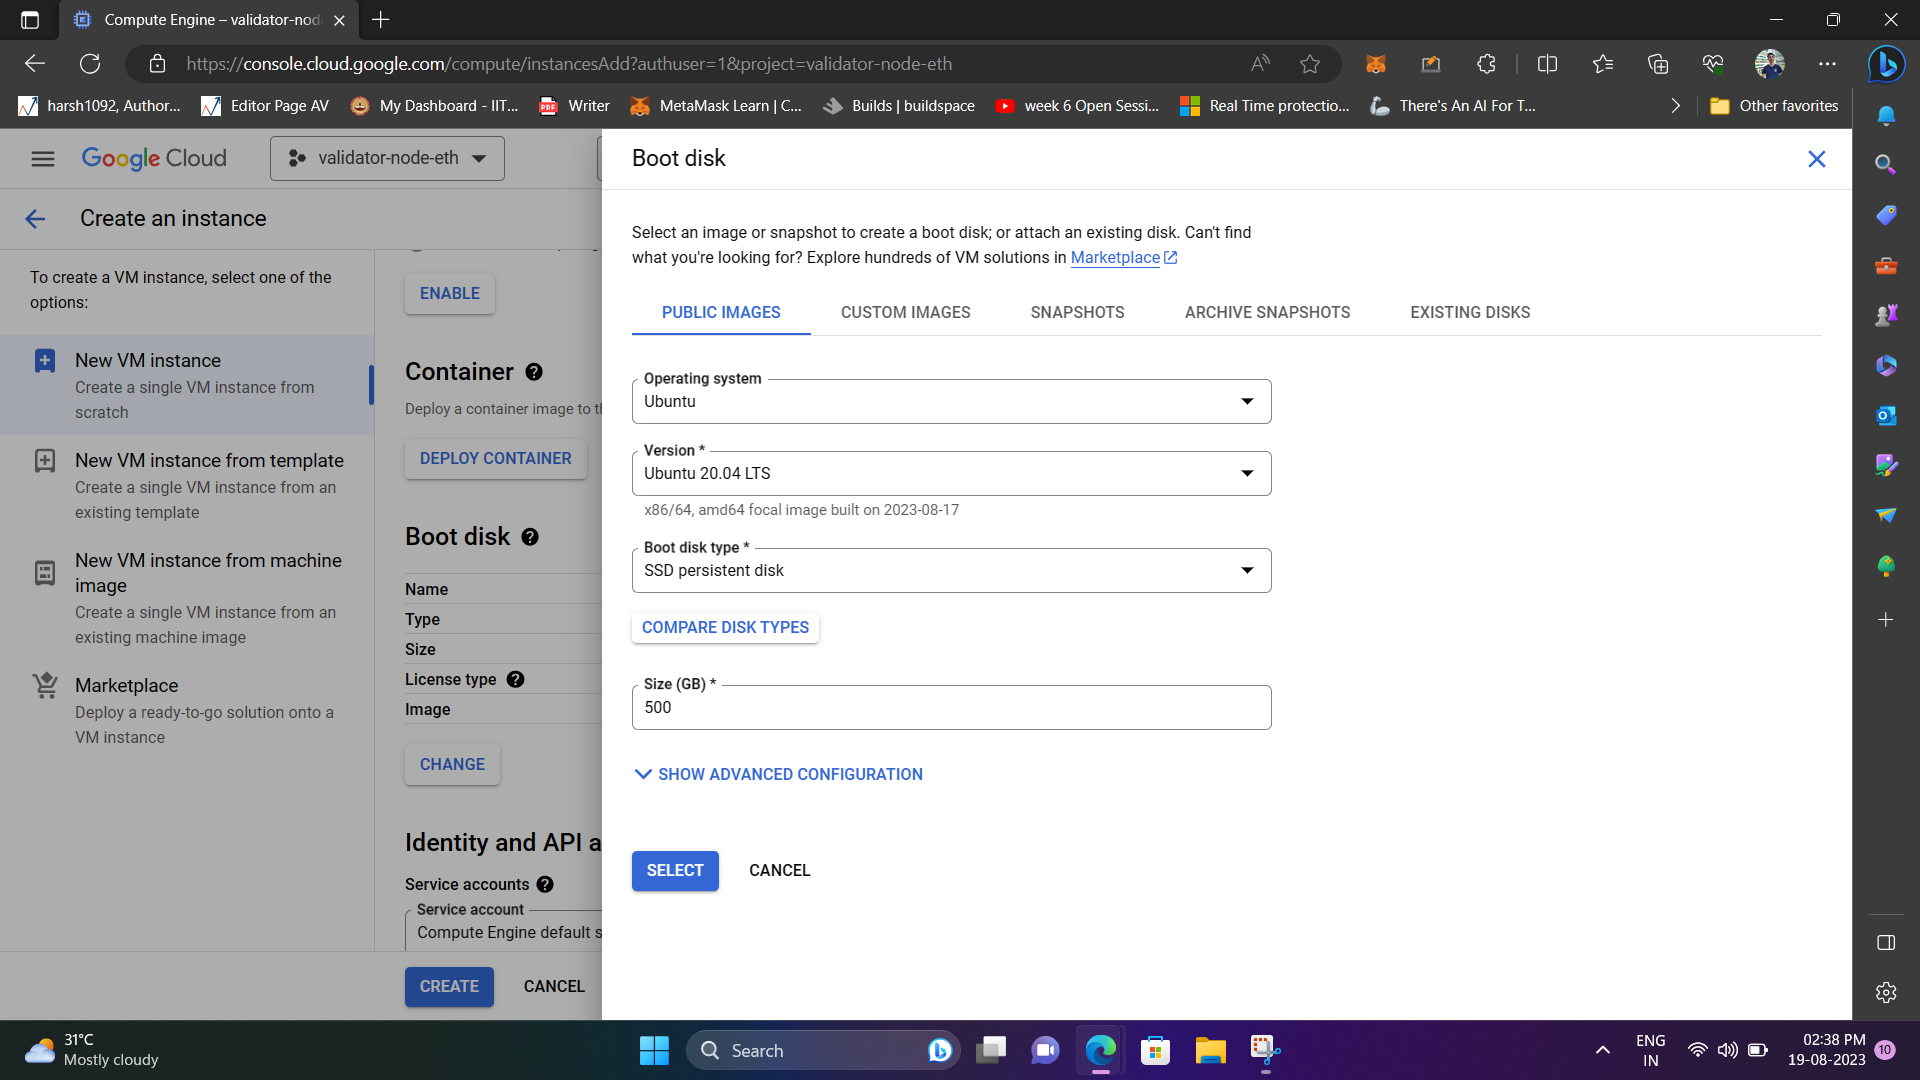 Compute Engine – validator-nod
https://console.cloud.google.com/compute/instancesAdd?authuser=1&project=validator-node-eth
harsh1092, Author...
Editor Page AV
My Dashboard - IIT...
Writer
MetaMask Learn | C...
Builds | buildspace
week 6 Open Sessi...
Real Time protectio...
There's An AI For T...
Other favorites
Google Cloud
validator-node-eth
Create an instance
To create a VM instance, select one of the
options:
New VM instance
Create a single VM instance from
scratch
New VM instance from template
Create a single VM instance from an
existing template
New VM instance from machine
image
Create a single VM instance from an
existing machine image
Marketplace
Deploy a ready-to-go solution onto a
VM instance
ENABLE
Container
Deploy a container image to th
DEPLOY CONTAINER
Boot disk
Name
Type
Size
License type
Image
CHANGE
Identity and API a
Service accounts
Service account
Compute Engine default s
CREATE
CANCEL
Boot disk
Select an image or snapshot to create a boot disk; or attach an existing disk. Can't find
what you're looking for? Explore hundreds of VM solutions in Marketplace
PUBLIC IMAGES
CUSTOM IMAGES
SNAPSHOTS
ARCHIVE SNAPSHOTS
EXISTING DISKS
Operating system
Ubuntu
Version *
Ubuntu 20.04 LTS
x86/64, amd64 focal image built on 2023-08-17
Boot disk type *
SSD persistent disk
COMPARE DISK TYPES
Size (GB) *
500
SHOW ADVANCED CONFIGURATION
SELECT
CANCEL
31°C
Mostly cloudy
Search
ENG
IN
02:38 PM
19-08-2023
10